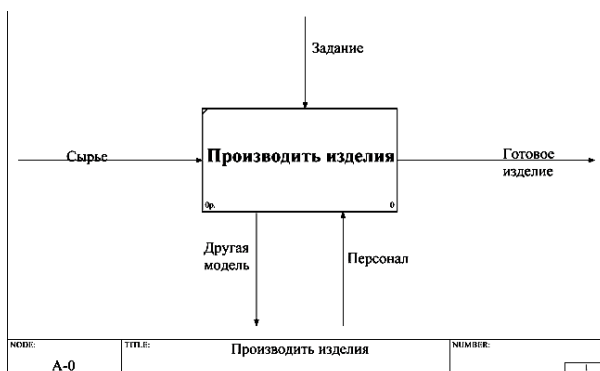 Задание
Сырье
Производить изделия
Готовое
изделие
0р.
0
Другая
модель
Персонал
NODE:
TITLE:
Производить изделия
NUMBER:
A-0